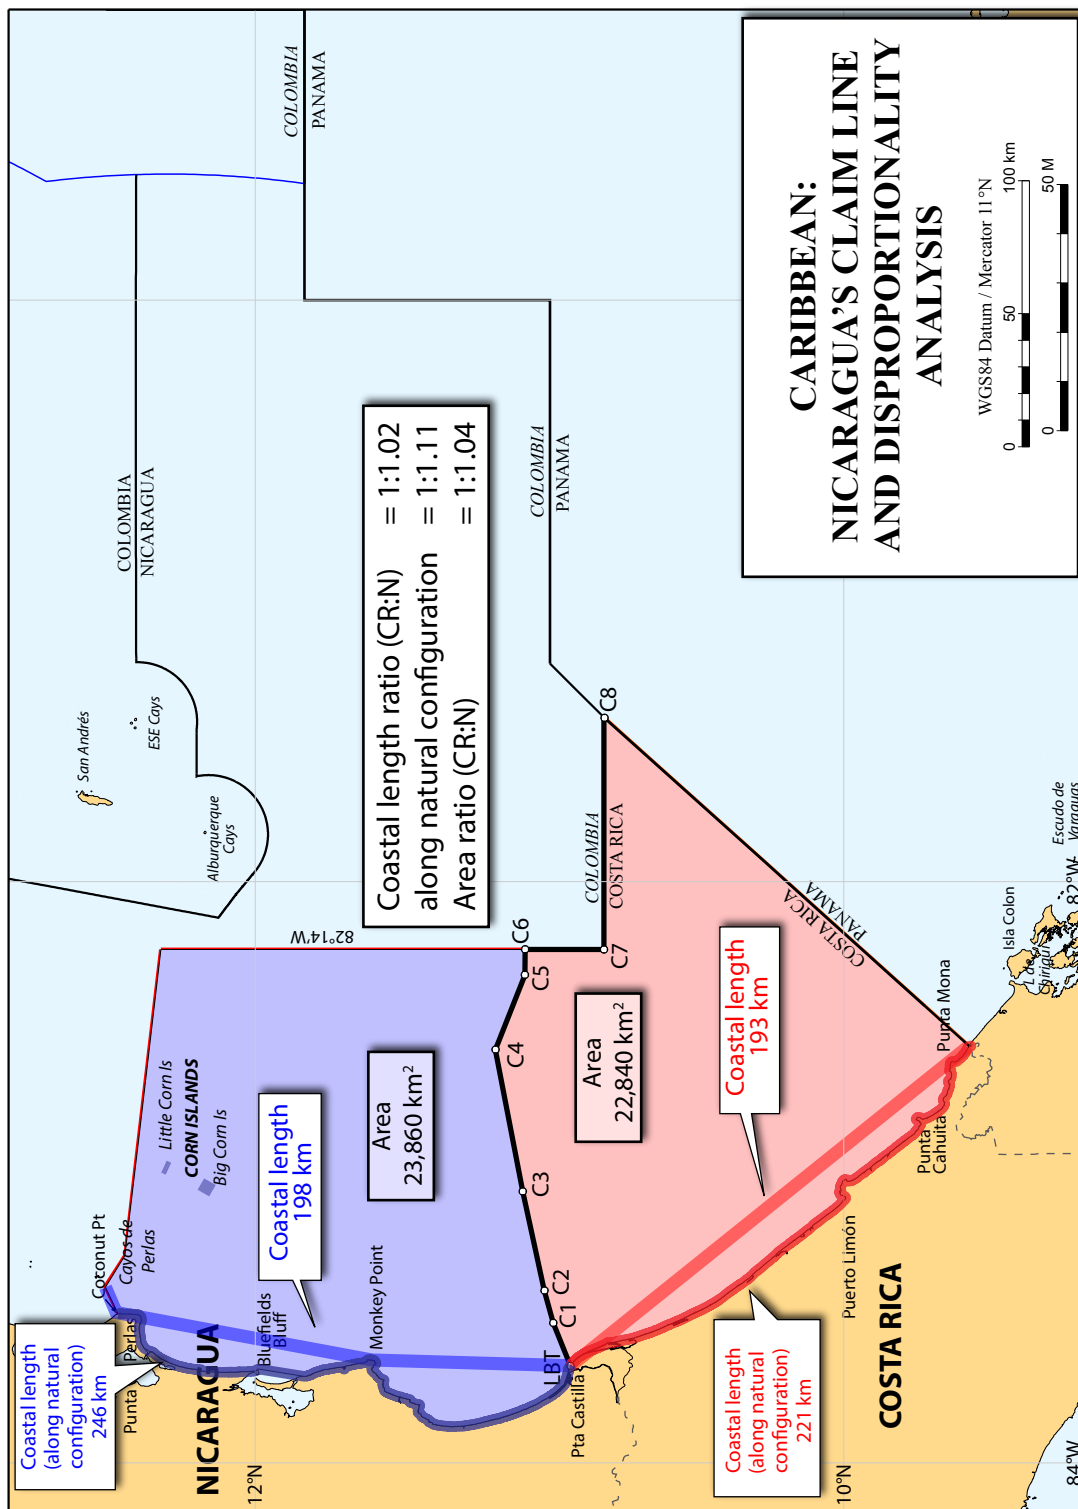 CARIBBEAN:
NICARAGUA'S CLAIM LINE
AND DISPROPORTIONALITY
ANALYSIS
WGS84 Datum / Mercator 11°N
0
50
100 km
0
50 M
Coastal length ratio (CR:N) = 1:1.02
along natural configuration = 1:1.11
Area ratio (CR:N) = 1:1.04
Coastal length
(along natural
configuration)
246 km
Coastal length
198 km
Area
23,860 km²
Area
22,840 km²
Coastal length
193 km
Coastal length
(along natural
configuration)
221 km
NICARAGUA
COSTA RICA
Coconut Pt
Cayos de
Perlas
Punta Perlas
Little Corn Is
CORN ISLANDS
Big Corn Is
Bluefields
Bluff
Monkey Point
LBT
Pta Castilla
C1
C2
C3
C4
C5
C6
C7
C8
82°14'W
San Andrés
ESE Cays
Alburquerque
Cays
COLOMBIA
NICARAGUA
COLOMBIA
PANAMA
COLOMBIA
PANAMA
COLOMBIA
COSTA RICA
COSTA RICA
PANAMA
Puerto Limón
Punta
Cahuita
Punta Mona
Isla Colon
L de
Chiriqui
Escudo de
Varaguas
12°N
10°N
84°W
82°W